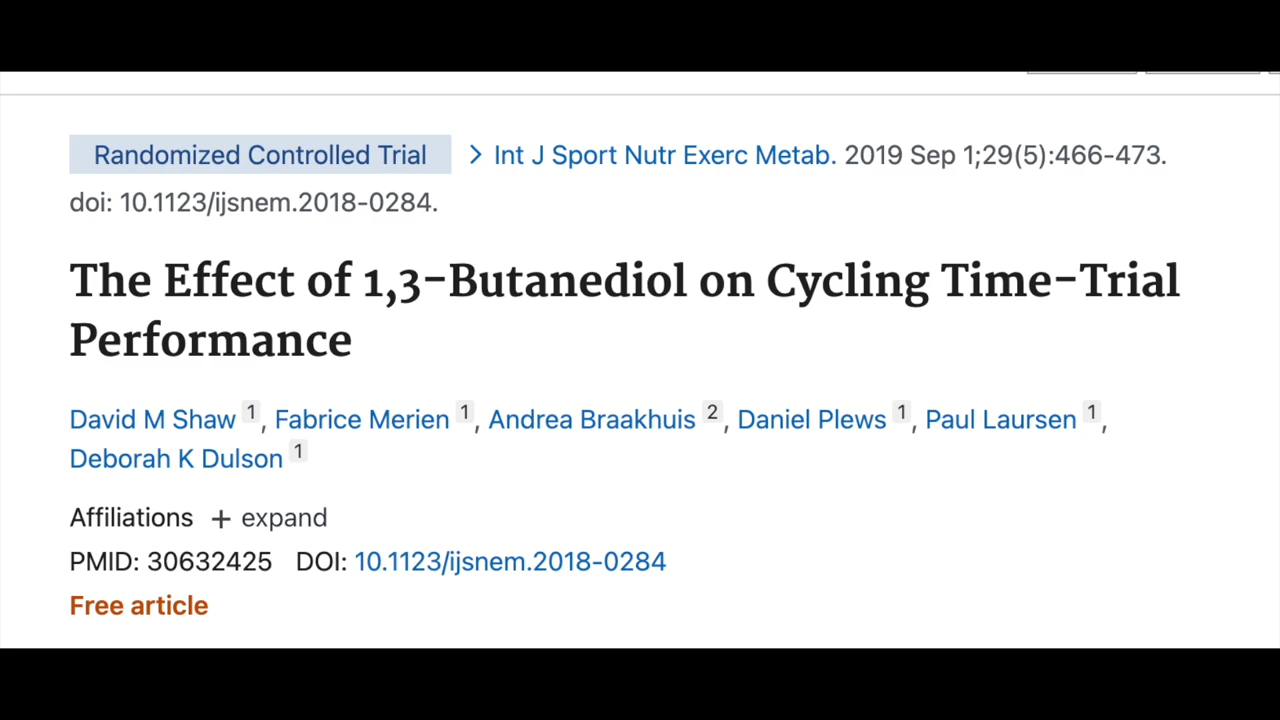 Randomized Controlled Trial > Int J Sport Nutr Exerc Metab. 2019 Sep 1;29(5):466-473.
doi: 10.1123/ijsnem.2018-0284.
The Effect of 1,3-Butanediol on Cycling Time-Trial
Performance
David M Shaw 1, Fabrice Merien 1, Andrea Braakhuis 2, Daniel Plews 1, Paul Laursen 1,
Deborah K Dulson 1
Affiliations + expand
PMID: 30632425 DOI: 10.1123/ijsnem.2018-0284
Free article